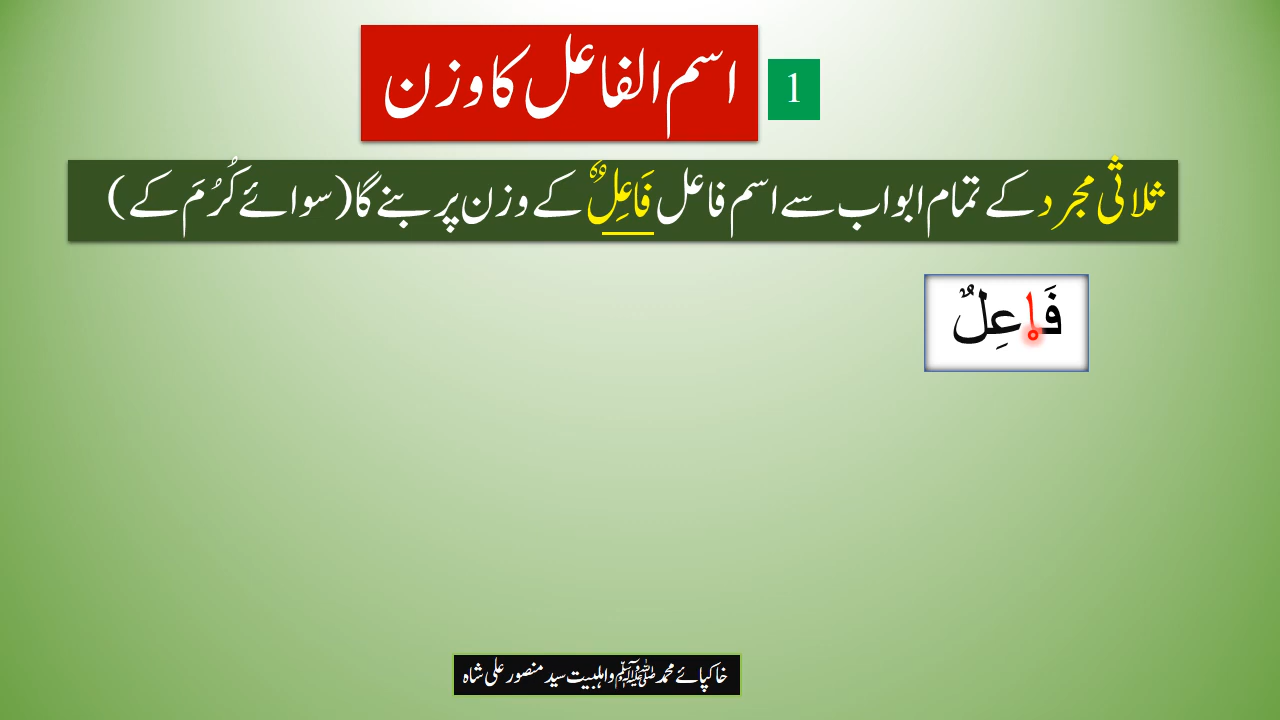 1 اسم الفاعل کا وزن
ثلاثی مجرد کے تمام ابواب سے اسم فاعل فَاعِلٌ کے وزن پر بنے گا (سوائے کَرُمَ کے)
فَاعِلٌ
خاکپائے محمد ﷺ واہلبیت سید منصور علی شاہ